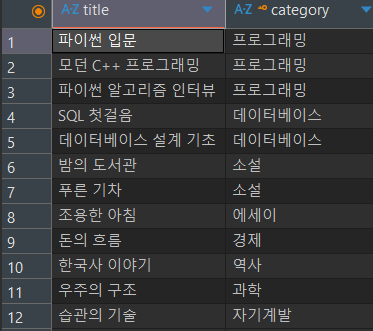 A-Z title A-Z category
1 파이썬 입문 프로그래밍
2 모던 C++ 프로그래밍 프로그래밍
3 파이썬 알고리즘 인터뷰 프로그래밍
4 SQL 첫걸음 데이터베이스
5 데이터베이스 설계 기초 데이터베이스
6 밤의 도서관 소설
7 푸른 기차 소설
8 조용한 아침 에세이
9 돈의 흐름 경제
10 한국사 이야기 역사
11 우주의 구조 과학
12 습관의 기술 자기계발